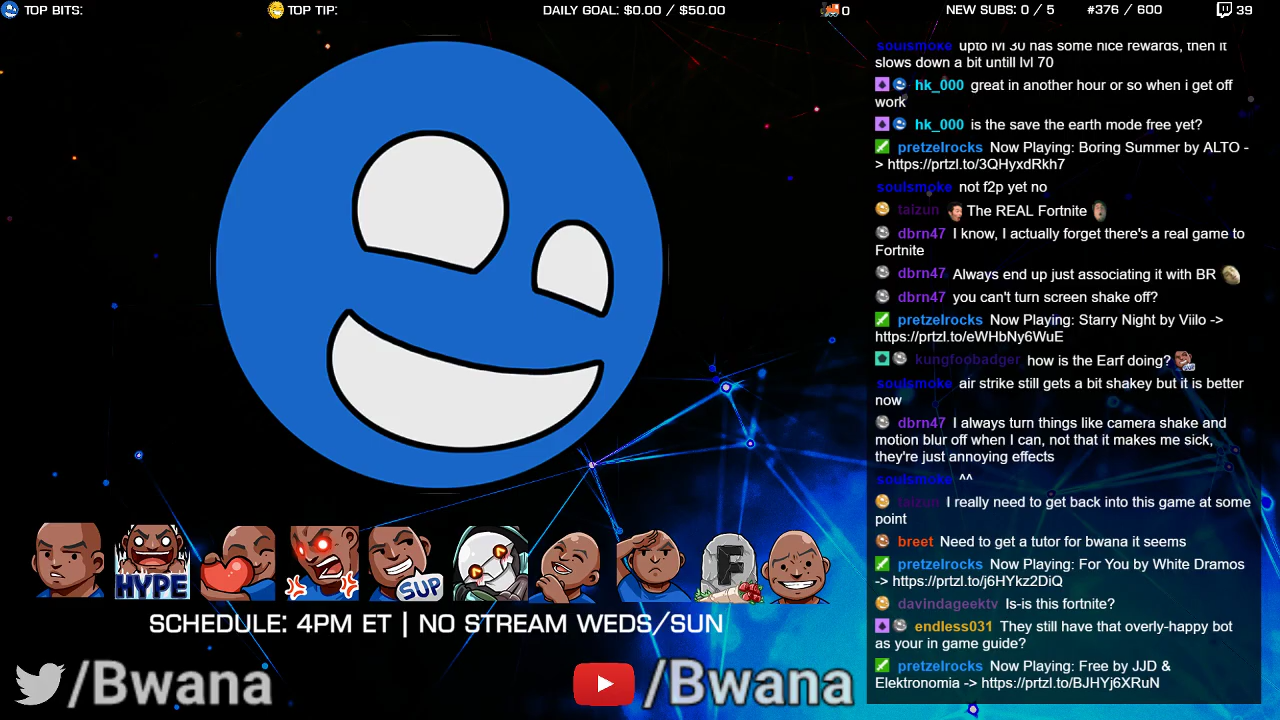 TOP BITS:
TOP TIP:
DAILY GOAL: $0.00 / $50.00
0
NEW SUBS: 0 / 5
#376 / 600
39
soulsmoke upto lvl 30 has some nice rewards, then it
slows down a bit untill lvl 70
hk_000 great in another hour or so when i get off
work
hk_000 is the save the earth mode free yet?
pretzelrocks Now Playing: Boring Summer by ALTO -
> https://prtzl.to/3QHyxdRkh7
soulsmoke not f2p yet no
taizun The REAL Fortnite
dbrn47 I know, I actually forget there's a real game to
Fortnite
dbrn47 Always end up just associating it with BR
dbrn47 you can't turn screen shake off?
pretzelrocks Now Playing: Starry Night by Viilo ->
https://prtzl.to/eWHbNy6WuE
kungfoobadger how is the Earf doing? SUP
soulsmoke air strike still gets a bit shakey but it is better
now
dbrn47 I always turn things like camera shake and
motion blur off when I can, not that it makes me sick,
they're just annoying effects
soulsmoke ^^
taizun I really need to get back into this game at some
point
breet Need to get a tutor for bwana it seems
pretzelrocks Now Playing: For You by White Dramos
-> https://prtzl.to/j6HYkz2DiQ
davindageektv Is-is this fortnite?
endless031 They still have that overly-happy bot
as your in game guide?
pretzelrocks Now Playing: Free by JJD &
Elektronomia -> https://prtzl.to/BJHYj6XRuN
HYPE
SUP
F
SCHEDULE: 4PM ET | NO STREAM WEDS/SUN
/Bwana
/Bwana